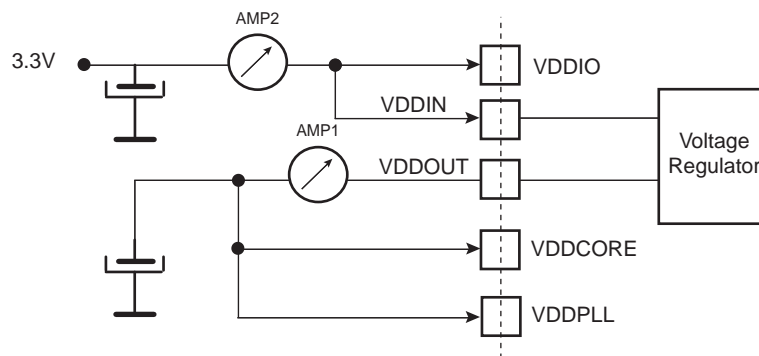 AMP2
3.3V
VDDIO
VDDIN
AMP1
Voltage
Regulator
VDDOUT
VDDCORE
VDDPLL